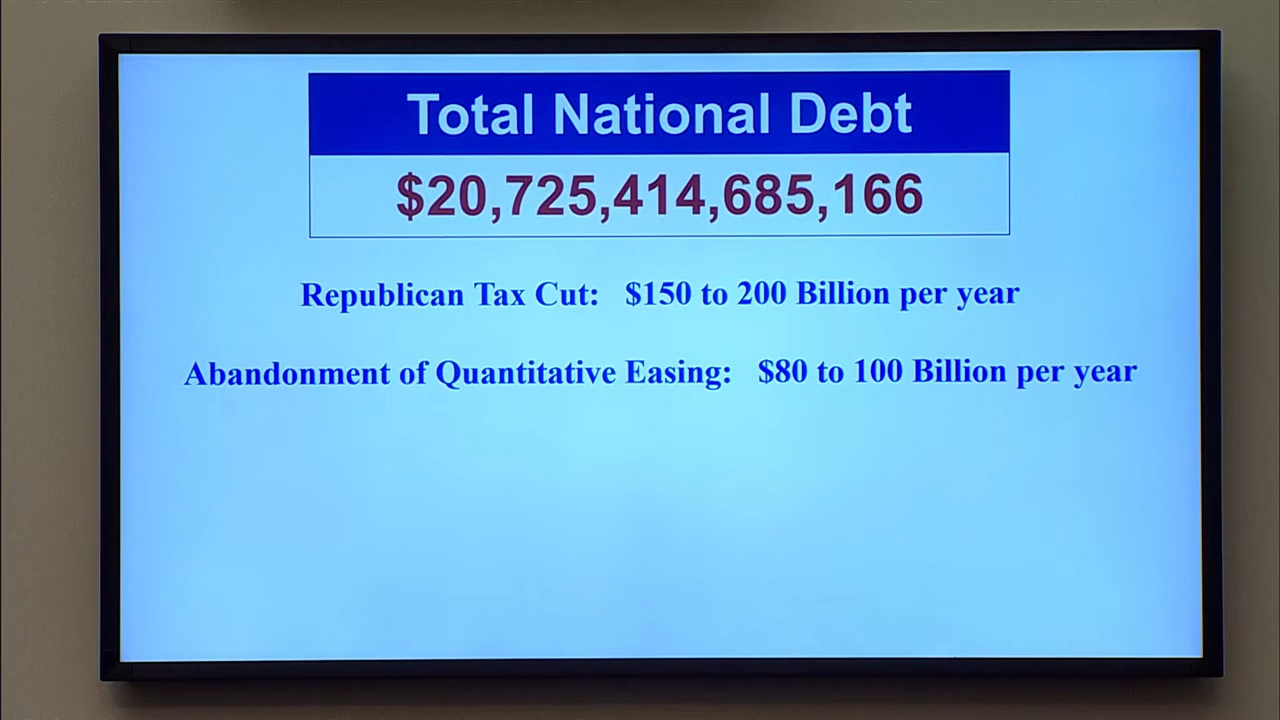 Total National Debt
$20,725,414,685,166
Republican Tax Cut: $150 to 200 Billion per year
Abandonment of Quantitative Easing: $80 to 100 Billion per year